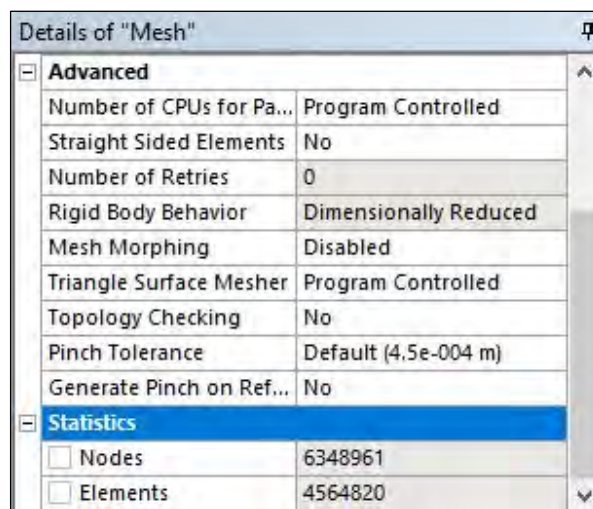 Details of "Mesh"
Advanced
Number of CPUs for Pa... Program Controlled
Straight Sided Elements No
Number of Retries 0
Rigid Body Behavior Dimensionally Reduced
Mesh Morphing Disabled
Triangle Surface Mesher Program Controlled
Topology Checking No
Pinch Tolerance Default (4.5e-004 m)
Generate Pinch on Ref... No
Statistics
Nodes 6348961
Elements 4564820